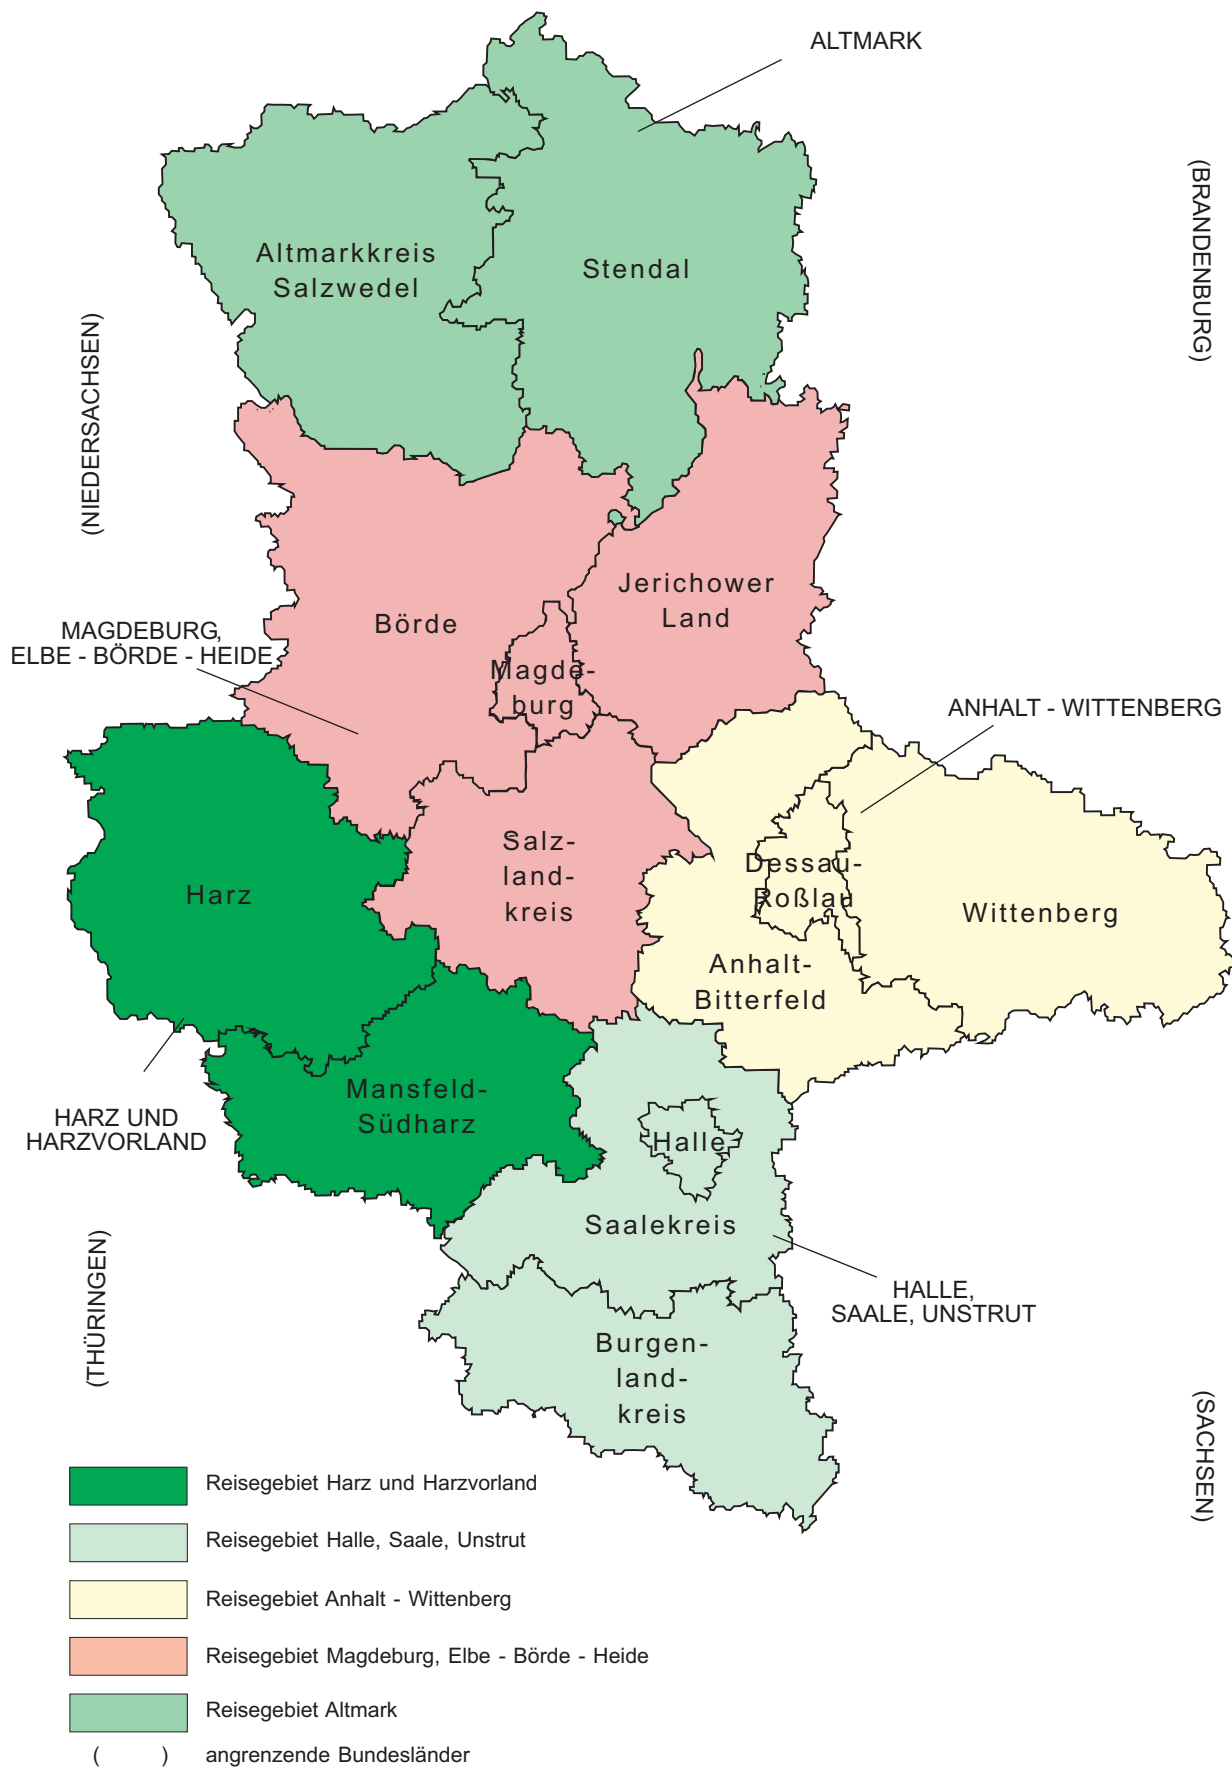 ALTMARK
(BRANDENBURG)
Altmarkkreis
Salzwedel
Stendal
(NIEDERSACHSEN)
Jerichower
Land
Börde
MAGDEBURG,
ELBE - BÖRDE - HEIDE
Magde-
burg
ANHALT - WITTENBERG
Salz-
land-
kreis
Harz
Dessau-
Roßlau
Wittenberg
Anhalt-
Bitterfeld
Mansfeld-
Südharz
HARZ UND
HARZVORLAND
Halle
Saalekreis
(THÜRINGEN)
HALLE,
SAALE, UNSTRUT
Burgen-
land-
kreis
(SACHSEN)
Reisegebiet Harz und Harzvorland
Reisegebiet Halle, Saale, Unstrut
Reisegebiet Anhalt - Wittenberg
Reisegebiet Magdeburg, Elbe - Börde - Heide
Reisegebiet Altmark
( ) angrenzende Bundesländer